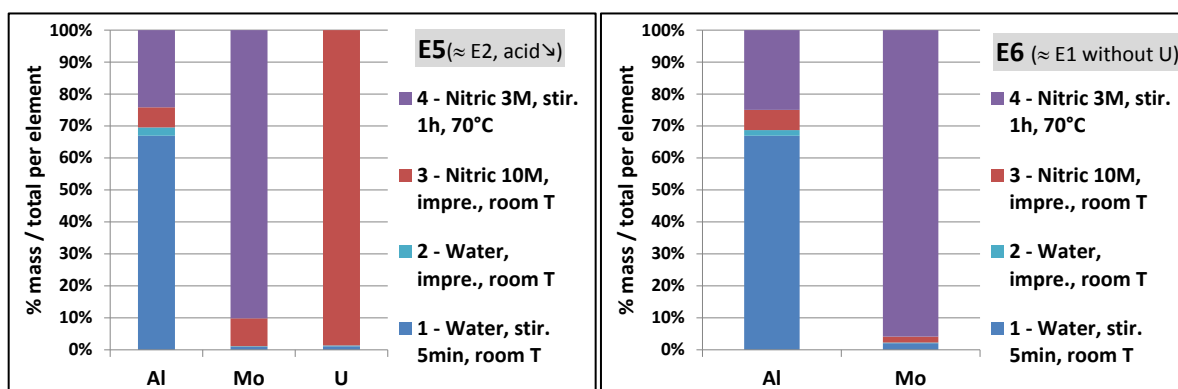 % mass / total per element
100%
90%
80%
70%
60%
50%
40%
30%
20%
10%
0%
Al Mo U
E5(≈ E2, acid↘)
4 - Nitric 3M, stir.
1h, 70°C
3 - Nitric 10M,
impre., room T
2 - Water,
impre., room T
1 - Water, stir.
5min, room T
% mass / total per element
100%
90%
80%
70%
60%
50%
40%
30%
20%
10%
0%
Al Mo
E6 (≈ E1 without U)
4 - Nitric 3M, stir.
1h, 70°C
3 - Nitric 10M,
impre., room T
2 - Water,
impre., room T
1 - Water, stir.
5min, room T